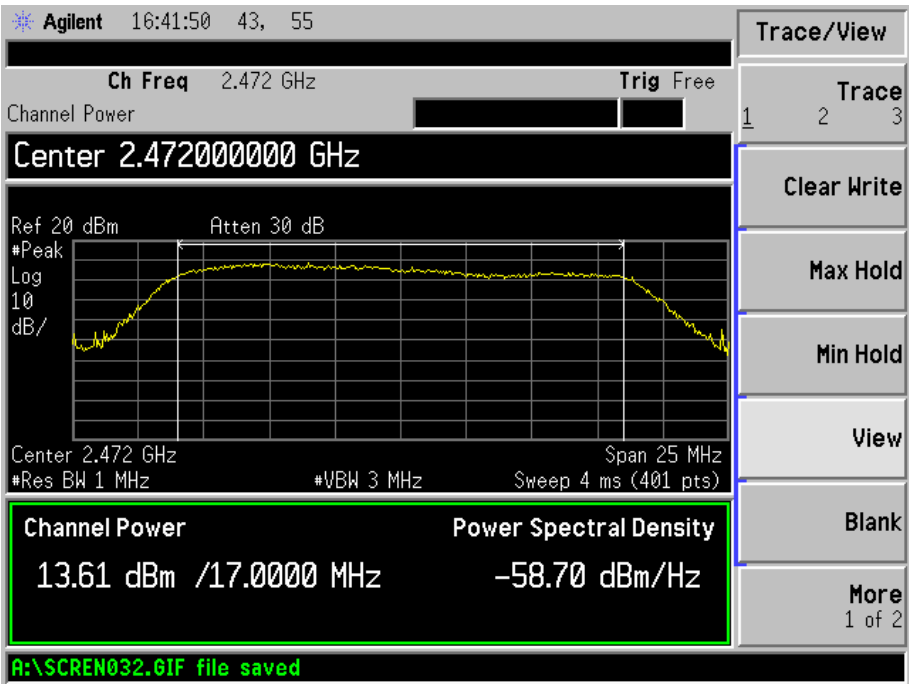 Agilent 16:41:50 43, 55
Trace/View
Ch Freq 2.472 GHz Trig Free
Channel Power
Center 2.472000000 GHz
Ref 20 dBm Atten 30 dB
#Peak
Log
10
dB/
Center 2.472 GHz Span 25 MHz
#Res BW 1 MHz #VBW 3 MHz Sweep 4 ms (401 pts)
Channel Power Power Spectral Density
13.61 dBm /17.0000 MHz -58.70 dBm/Hz
A:\SCREN032.GIF file saved
Trace
1 2 3
Clear Write
Max Hold
Min Hold
View
Blank
More
1 of 2